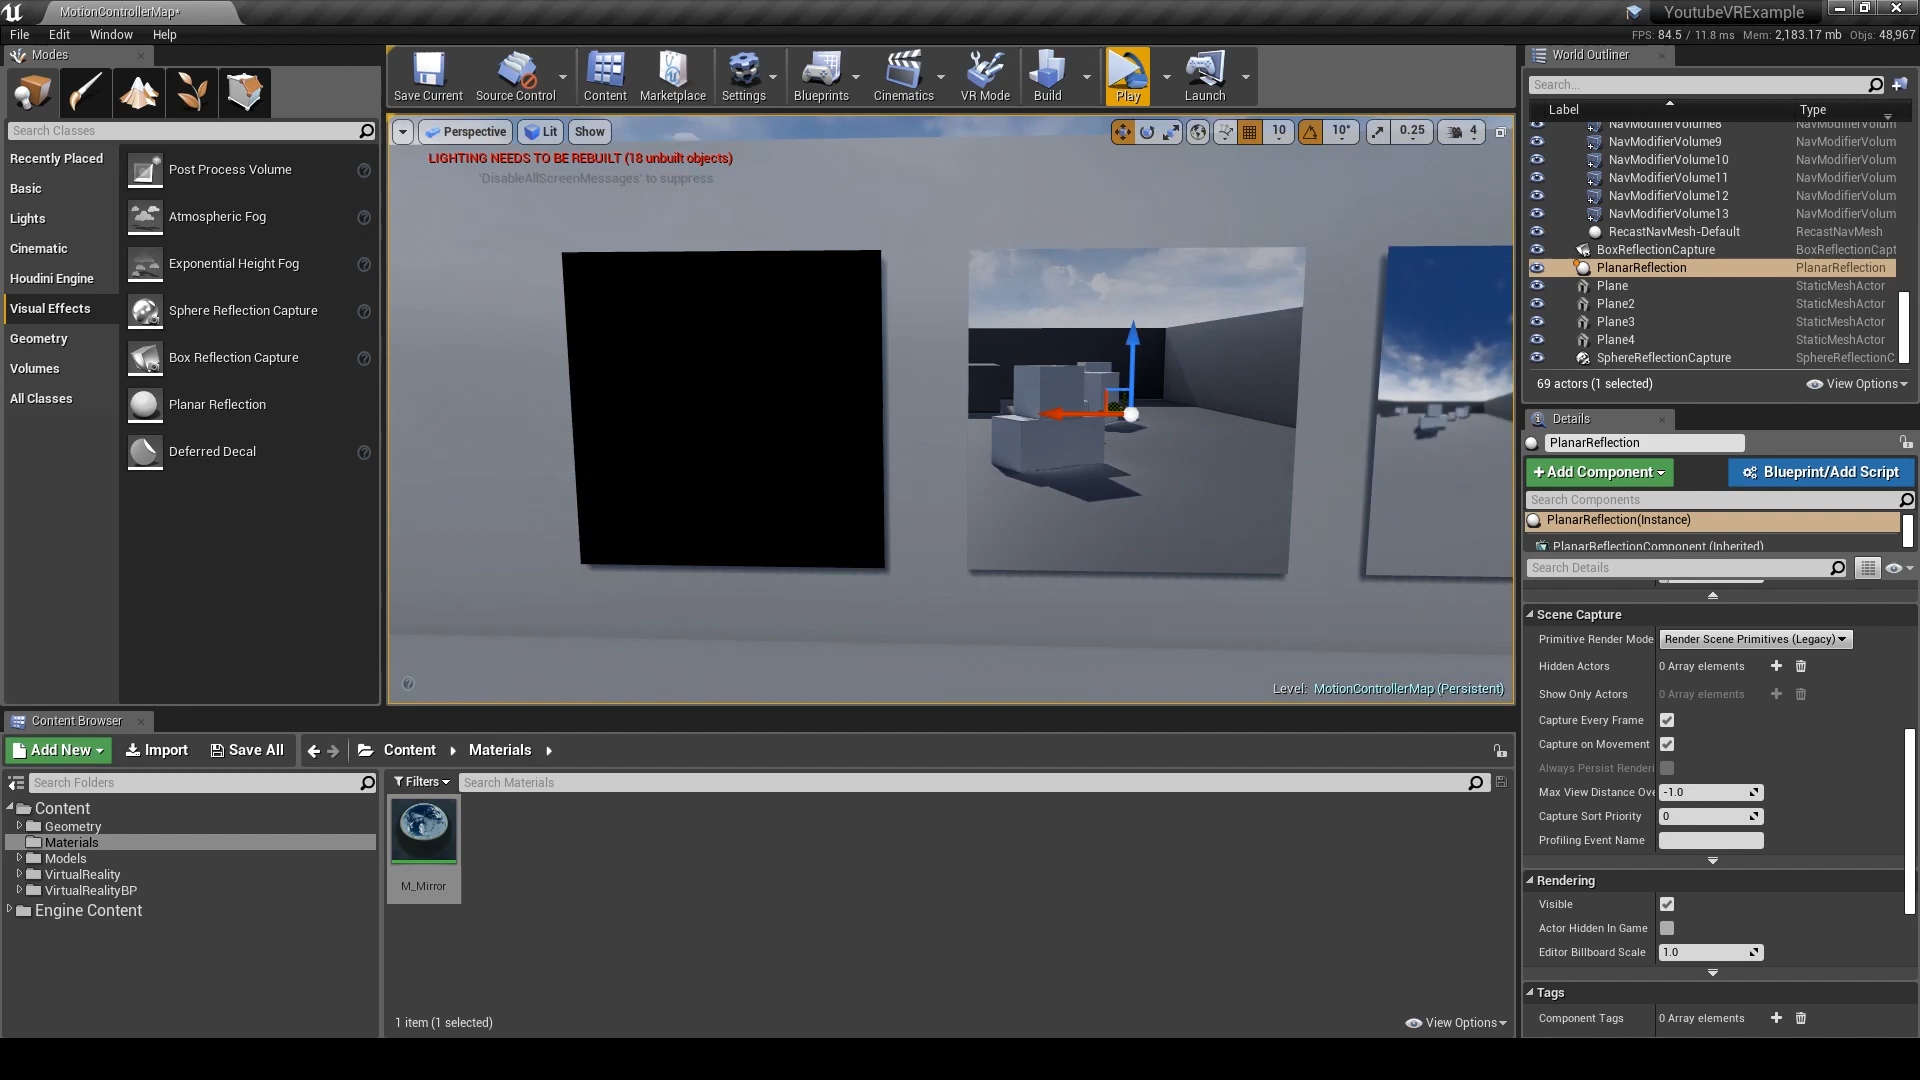 MotionControllerMap*
YoutubeVRExample
File Edit Window Help
FPS: 84.5 / 11.8 ms Mem: 2,183.17 mb Objs: 48,967
Modes
Search Classes
Recently Placed
Basic
Lights
Cinematic
Houdini Engine
Visual Effects
Geometry
Volumes
All Classes
Post Process Volume
Atmospheric Fog
Exponential Height Fog
Sphere Reflection Capture
Box Reflection Capture
Planar Reflection
Deferred Decal
Save Current Source Control Content Marketplace Settings Blueprints Cinematics VR Mode Build Play Launch
Perspective Lit Show 10 10° 0.25 4
LIGHTING NEEDS TO BE REBUILT (18 unbuilt objects)
'DisableAllScreenMessages' to suppress
Level: MotionControllerMap (Persistent)
World Outliner
Search...
Label Type
NavModifierVolume8 NavModifierVolum
NavModifierVolume9 NavModifierVolum
NavModifierVolume10 NavModifierVolum
NavModifierVolume11 NavModifierVolum
NavModifierVolume12 NavModifierVolum
NavModifierVolume13 NavModifierVolum
RecastNavMesh-Default RecastNavMesh
BoxReflectionCapture BoxReflectionCapt
PlanarReflection PlanarReflection
Plane StaticMeshActor
Plane2 StaticMeshActor
Plane3 StaticMeshActor
Plane4 StaticMeshActor
SphereReflectionCapture SphereReflectionC
69 actors (1 selected) View Options
Details
PlanarReflection
+Add Component Blueprint/Add Script
Search Components
PlanarReflection(Instance)
PlanarReflectionComponent (Inherited)
Search Details
Scene Capture
Primitive Render Mode Render Scene Primitives (Legacy)
Hidden Actors 0 Array elements
Show Only Actors 0 Array elements
Capture Every Frame
Capture on Movement
Always Persist Renderi
Max View Distance Ove -1.0
Capture Sort Priority 0
Profiling Event Name
Rendering
Visible
Actor Hidden In Game
Editor Billboard Scale 1.0
Tags
Component Tags 0 Array elements
Content Browser
Add New Import Save All Content Materials
Search Folders
Content
Geometry
Materials
Models
VirtualReality
VirtualRealityBP
Engine Content
Filters Search Materials
M_Mirror
1 item (1 selected) View Options